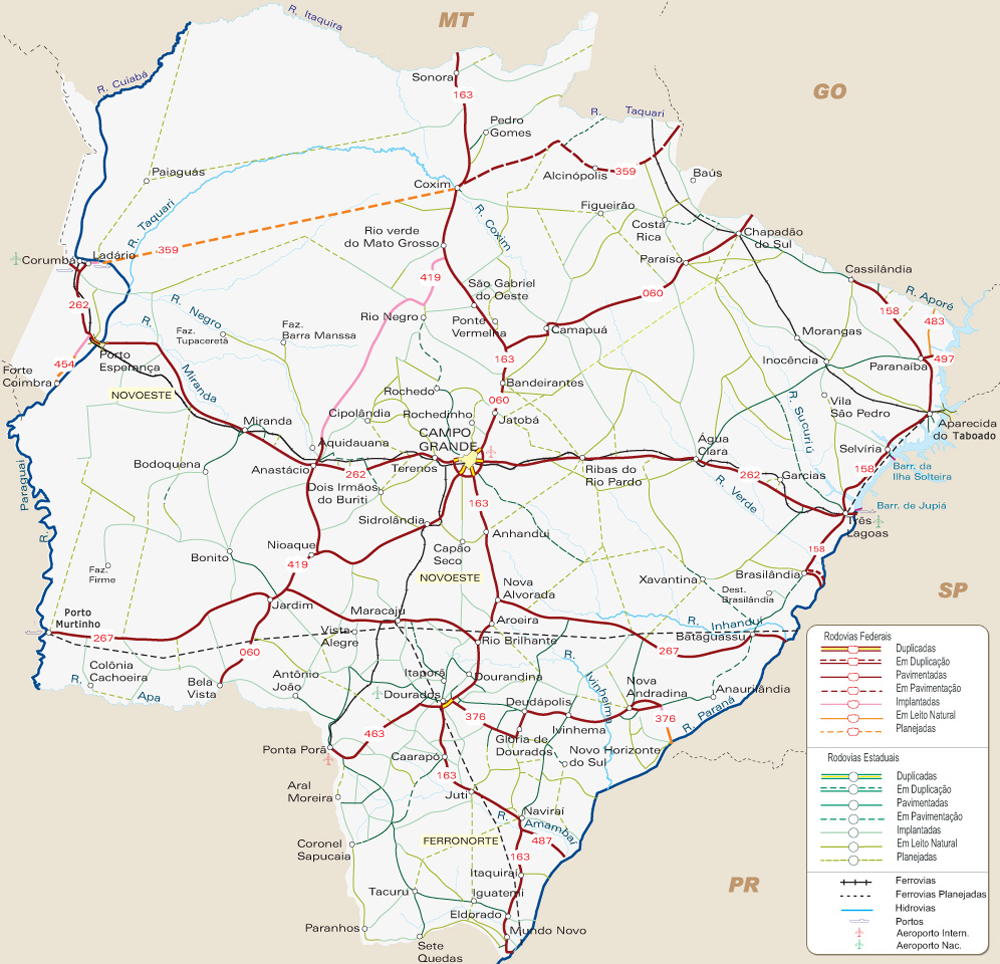 MT
R. Itaquira
R. Cuiabá
Sonora
163
GO
Pedro
Gomes
R. Taquari
Paiaguás
Coxim
Alcinópolis
359
Baús
R. Taquari
Figueirão
Costa
Rica
R. Coxim
Rio verde
do Mato Grosso
Chapadão
do Sul
359
Ladário
Corumbá
Paraíso
Cassilândia
419
São Gabriel
do Oeste
060
R. Aporé
262
R. Negro
Rio Negro
Ponte
Vermelha
Camapuã
158
483
Faz.
Tupaceretã
Faz.
Barra Manssa
R. Miranda
Morangas
163
Porto
Esperança
454
Forte
Coimbra
Inocência
497
Paranaíba
NOVOESTE
Rochedo
Bandeirantes
060
Vila
São Pedro
R. Sucuriú
Cipolândia
Rochedinho
Jatobá
Aparecida
do Taboado
Miranda
CAMPO
GRANDE
Aquidauana
Água
Clara
Selvíria
Bodoquena
Anastácio
262
Terenos
Ribas do
Rio Pardo
262
Garcias
158
Barr. da
Ilha Solteira
R. Paraguai
Dois Irmãos
do Buriti
163
R. Verde
Barr. de Jupiá
Três
Lagoas
Sidrolândia
Anhandui
Nioaque
Capão
Seco
158
Bonito
419
Faz.
Firme
NOVOESTE
Xavantina
Brasilândia
Dest.
Brasilândia
SP
Nova
Alvorada
Jardim
Maracaju
Porto
Murtinho
267
Aroeira
R. Inhandui
Vista
Alegre
Rio Brilhante
Bataguassu
267
060
Colônia
Cachoeira
R. Apa
Bela
Vista
Antônio
João
Itaporã
Dourandina
R. Ivinhelma
Dourados
Deudápolis
Nova
Andradina
Anaurilândia
376
Ivinhema
376
R. Paraná
463
Glória de
Dourados
Ponta Porã
Caarapó
Novo Horizonte
do Sul
163
Aral
Moreira
Juti
Naviraí
R. Amambaí
Coronel
Sapucaia
FERRONORTE
487
163
Itaquiraí
PR
Tacuru
Iguatemi
Eldorado
Paranhos
Mundo Novo
Sete
Quedas
Rodovias Federais
Duplicadas
Em Duplicação
Pavimentadas
Em Pavimentação
Implantadas
Em Leito Natural
Planejadas
Rodovias Estaduais
Duplicadas
Em Duplicação
Pavimentadas
Em Pavimentação
Implantadas
Em Leito Natural
Planejadas
Ferrovias
Ferrovias Planejadas
Hidrovias
Portos
Aeroporto Intern.
Aeroporto Nac.